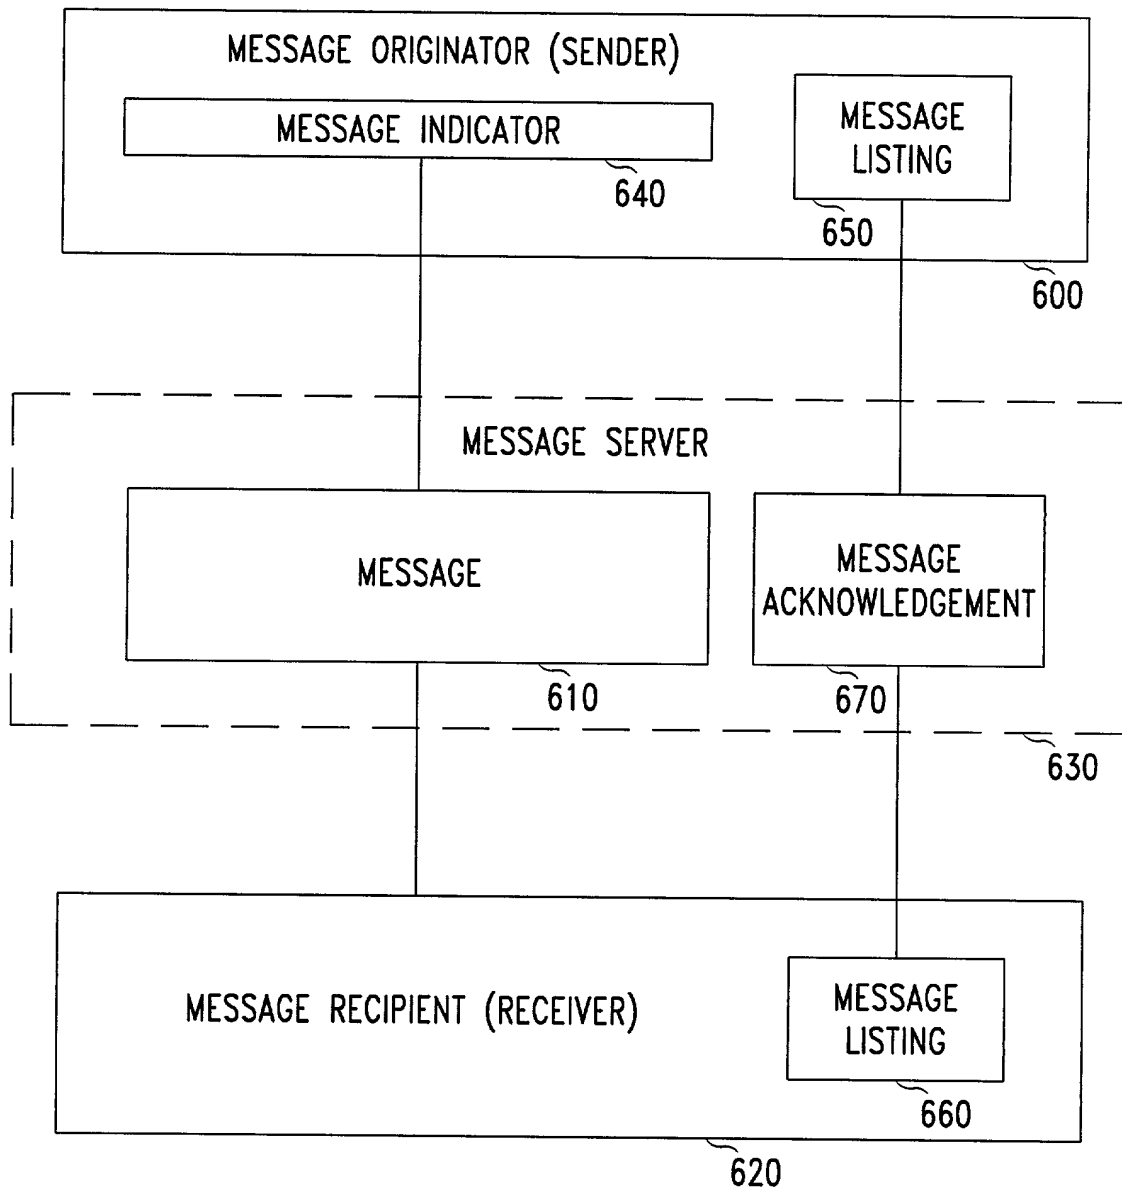 MESSAGE ORIGINATOR (SENDER)
MESSAGE INDICATOR
640
MESSAGE
LISTING
650
600
MESSAGE SERVER
MESSAGE
610
MESSAGE
ACKNOWLEDGEMENT
670
630
MESSAGE RECIPIENT (RECEIVER)
MESSAGE
LISTING
660
620